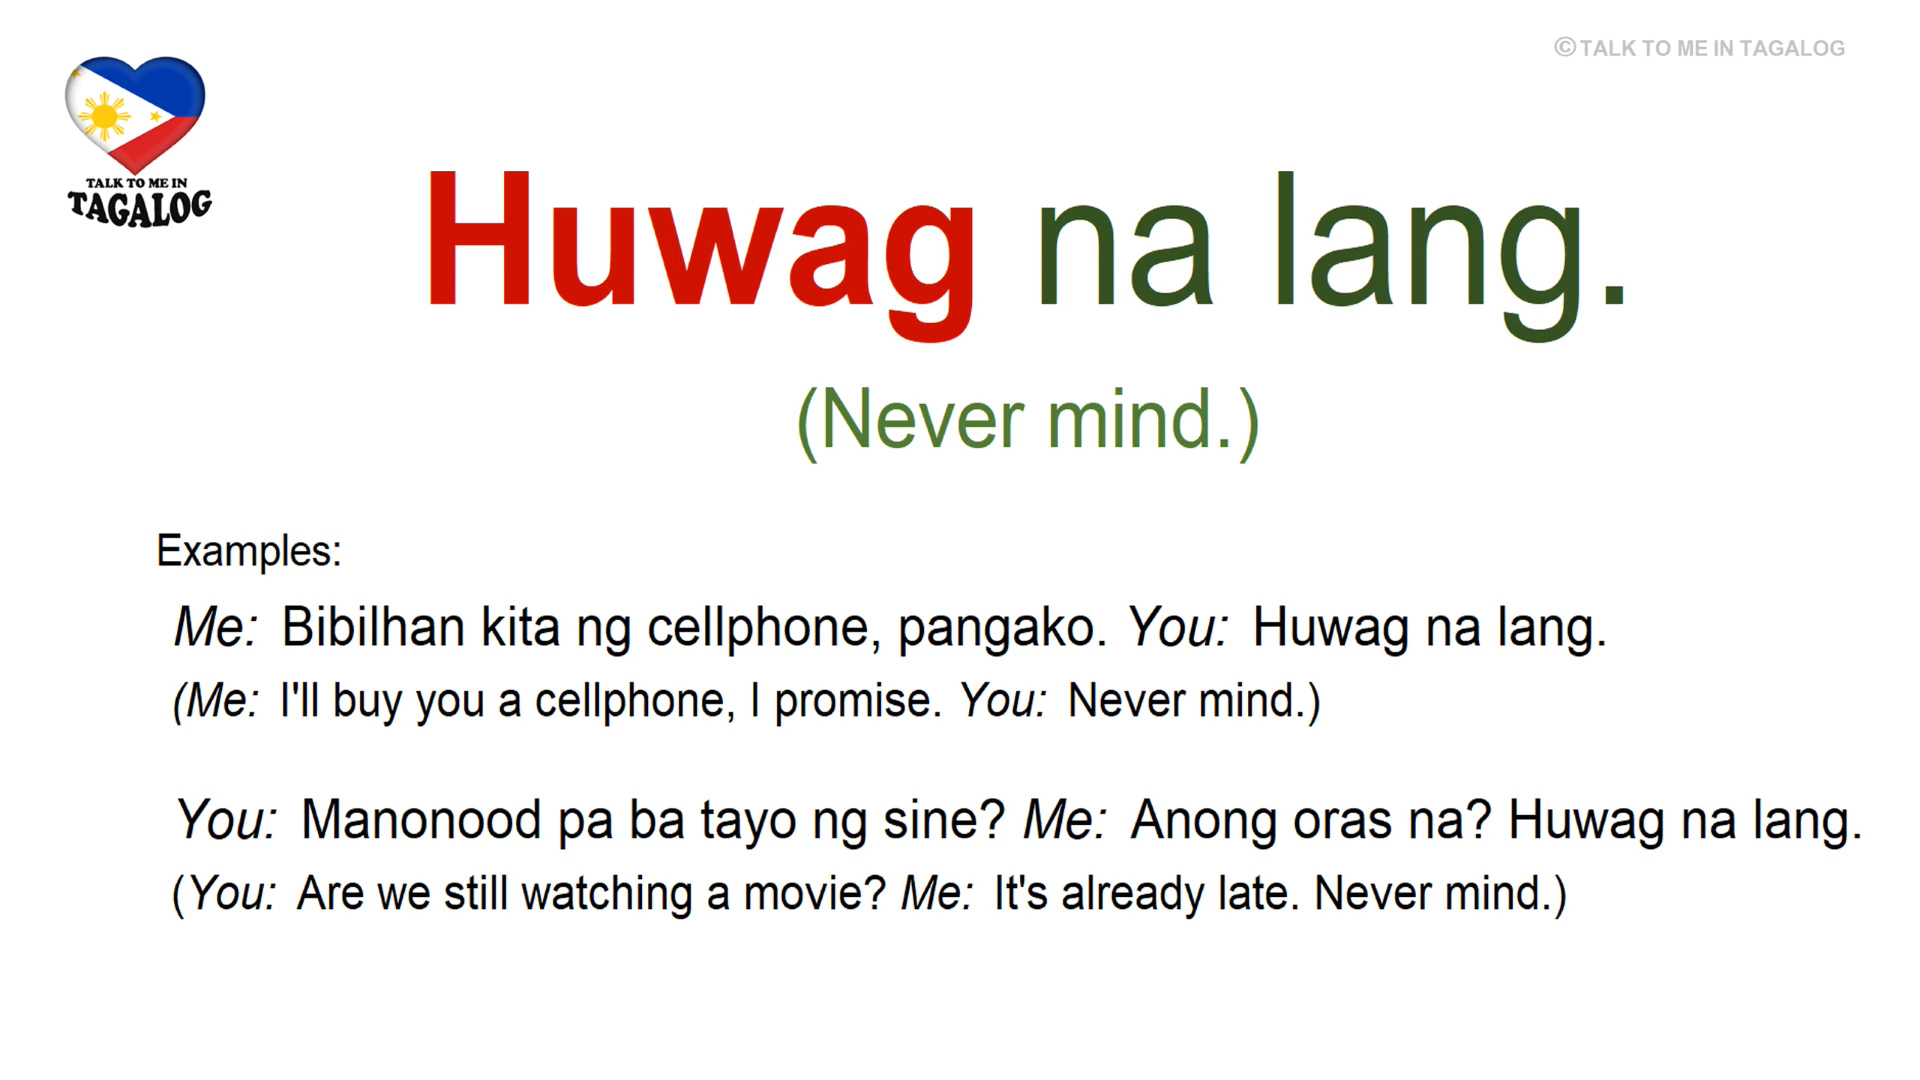 © TALK TO ME IN TAGALOG
TALK TO ME IN
TAGALOG
Huwag na lang.
(Never mind.)
Examples:
Me: Bibilhan kita ng cellphone, pangako. You: Huwag na lang.
(Me: I'll buy you a cellphone, I promise. You: Never mind.)
You: Manonood pa ba tayo ng sine? Me: Anong oras na? Huwag na lang.
(You: Are we still watching a movie? Me: It's already late. Never mind.)